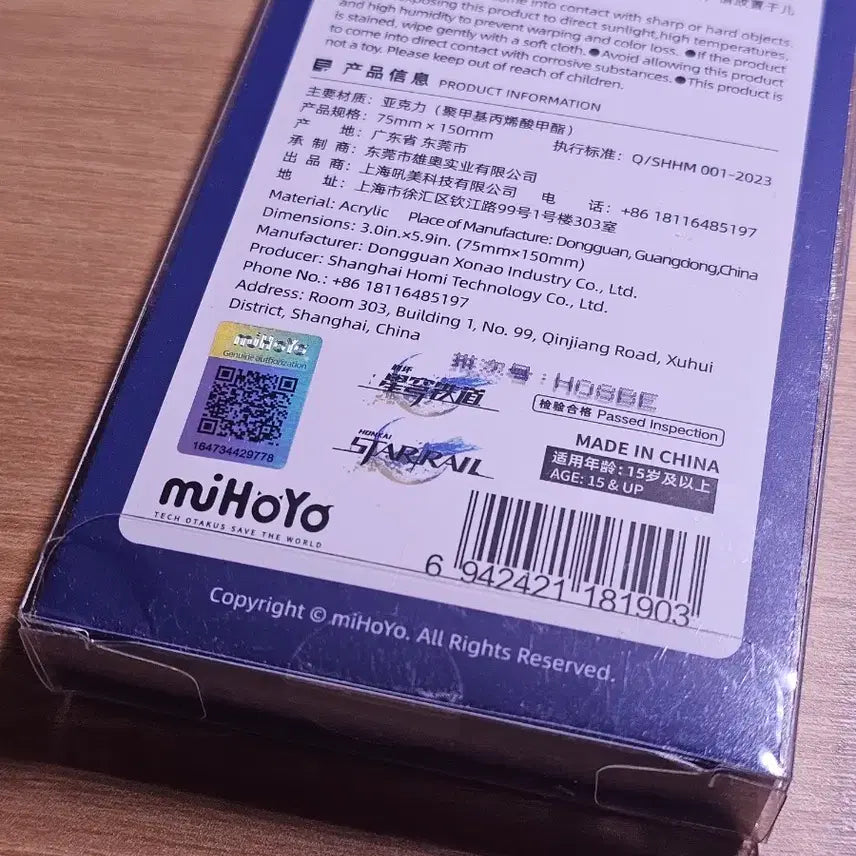 come into contact with sharp or hard objects.
exposing this product to direct sunlight, high temperatures,
and high humidity to prevent warping and color loss. ●If the product
is stained, wipe gently with a soft cloth. ●Avoid allowing this product
to come into direct contact with corrosive substances. ●This product is
not a toy. Please keep out of reach of children.
产品信息 PRODUCT INFORMATION
主要材质：亚克力（聚甲基丙烯酸甲酯）
产品规格：75mm × 150mm 执行标准：Q/SHHM 001-2023
产 地：广东省 东莞市
承 制 商：东莞市雄奥实业有限公司
出 品 商：上海吼美科技有限公司 电 话：+86 18116485197
地 址：上海市徐汇区钦江路99号1号楼303室
Material: Acrylic Place of Manufacture: Dongguan, Guangdong,China
Dimensions: 3.0in.×5.9in. (75mm×150mm)
Manufacturer: Dongguan Xonao Industry Co., Ltd.
Producer: Shanghai Homi Technology Co., Ltd.
Phone No.: +86 18116485197
Address: Room 303, Building 1, No. 99, Qinjiang Road, Xuhui
District, Shanghai, China
miHoYo
Genuine authorization
164734429778
崩坏
星穹铁道
批次号：HOSBE
检验合格 Passed Inspection
HONKAI
STAR RAIL
MADE IN CHINA
适用年龄：15岁及以上
AGE: 15 & UP
miHoYo
TECH OTAKUS SAVE THE WORLD
6 942421 181903
Copyright © miHoYo. All Rights Reserved.